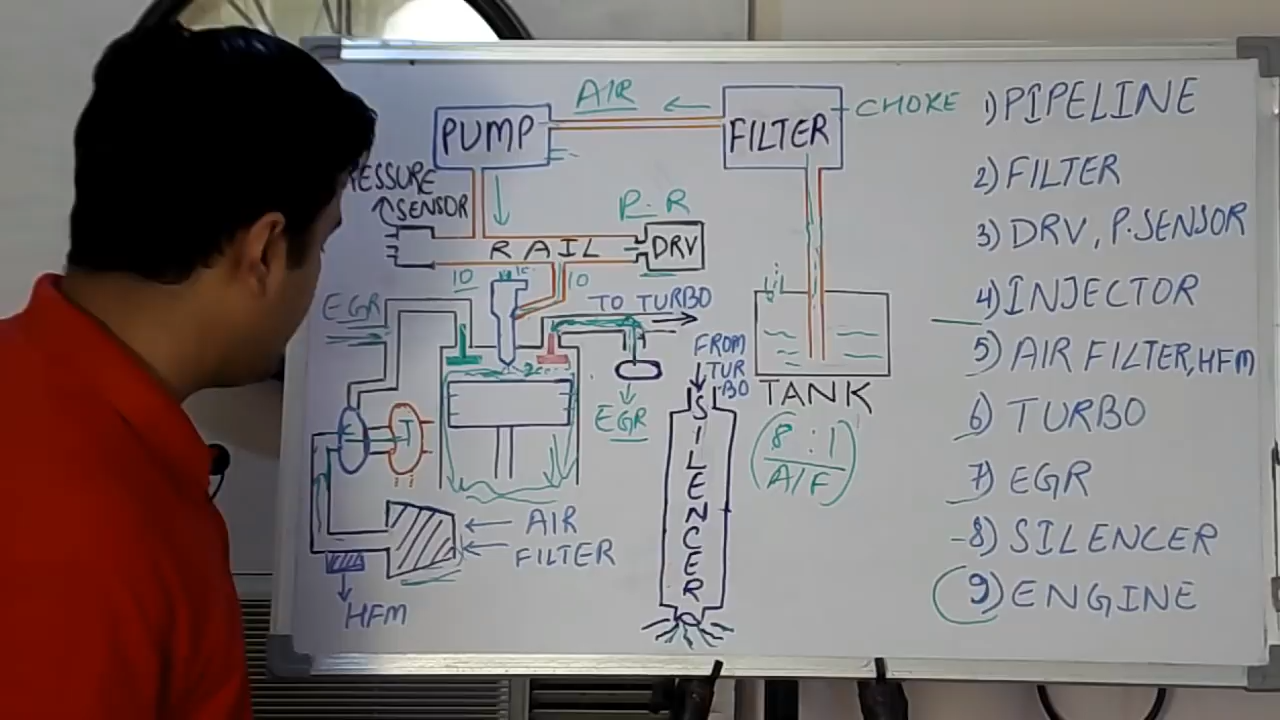 AIR ←
CHOKE
PUMP
FILTER
RESSURE
SENSOR
P.R
RAIL
DRV
10
10
EGR
TO TURBO
FROM
TUR
BO
TANK
EGR
8:1
A/F
SILENCER
AIR
FILTER
HFM
1) PIPELINE
2) FILTER
3) DRV, P.SENSOR
4) INJECTOR
5) AIR FILTER, HFM
6) TURBO
7) EGR
8) SILENCER
9) ENGINE